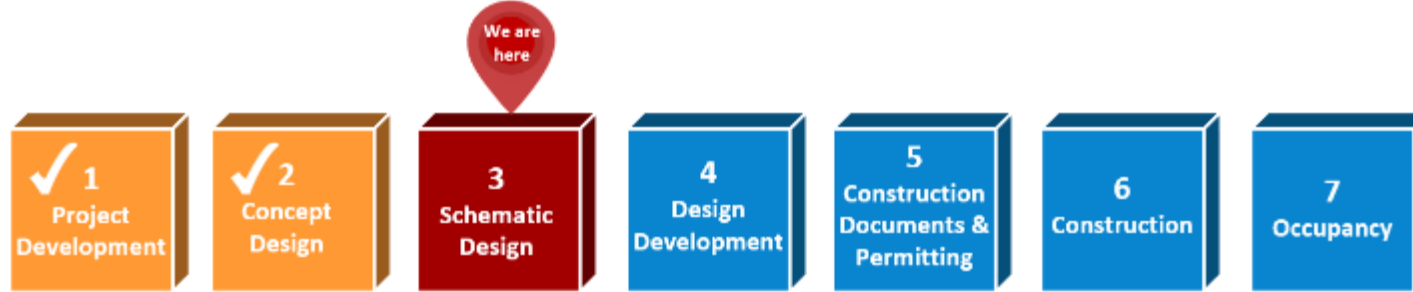 We are
here
1
Project
Development
2
Concept
Design
3
Schematic
Design
4
Design
Development
5
Construction
Documents &
Permitting
6
Construction
7
Occupancy